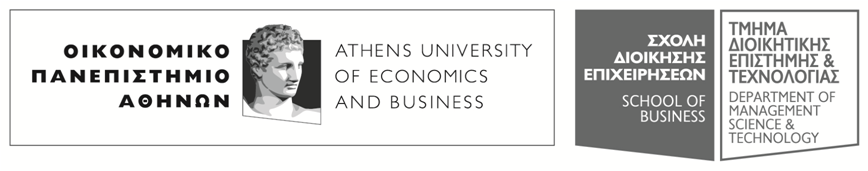 ΟΙΚΟΝΟΜΙΚΟ
ΠΑΝΕΠΙΣΤΗΜΙΟ
ΑΘΗΝΩΝ
ATHENS UNIVERSITY
OF ECONOMICS
AND BUSINESS
ΣΧΟΛΗ
ΔΙΟΙΚΗΣΗΣ
ΕΠΙΧΕΙΡΗΣΕΩΝ
SCHOOL OF
BUSINESS
ΤΜΗΜΑ
ΔΙΟΙΚΗΤΙΚΗΣ
ΕΠΙΣΤΗΜΗΣ &
ΤΕΧΝΟΛΟΓΙΑΣ
DEPARTMENT OF
MANAGEMENT
SCIENCE &
TECHNOLOGY